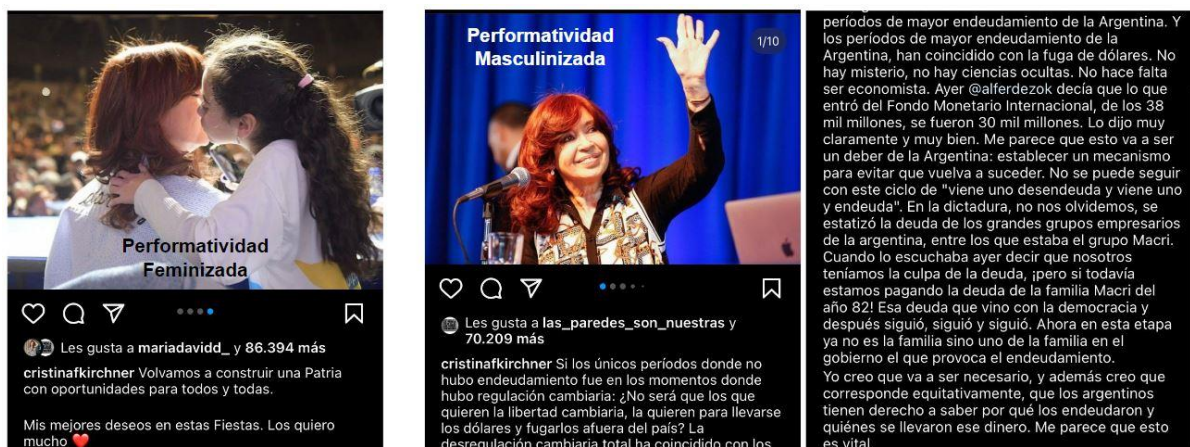 Performatividad
Feminizada
Les gusta a mariadavidd_ y 86.394 más
cristinafkirchner Volvamos a construir una Patria
con oportunidades para todos y todas.
Mis mejores deseos en estas Fiestas. Los quiero
mucho ❤️
Performatividad
Masculinizada
1/10
Les gusta a las_paredes_son_nuestras y
70.209 más
cristinafkirchner Si los únicos períodos donde no
hubo endeudamiento fue en los momentos donde
hubo regulación cambiaria: ¿No será que los que
quieren la libertad cambiaria, la quieren para llevarse
los dólares y fugarlos afuera del país? La
desregulación cambiaria total ha coincidido con los
períodos de mayor endeudamiento de la Argentina. Y
los períodos de mayor endeudamiento de la
Argentina, han coincidido con la fuga de dólares. No
hay misterio, no hay ciencias ocultas. No hace falta
ser economista. Ayer @alferdezok decía que lo que
entró del Fondo Monetario Internacional, de los 38
mil millones, se fueron 30 mil millones. Lo dijo muy
claramente y muy bien. Me parece que esto va a ser
un deber de la Argentina: establecer un mecanismo
para evitar que vuelva a suceder. No se puede seguir
con este ciclo de "viene uno desendeuda y viene uno
y endeuda". En la dictadura, no nos olvidemos, se
estatizó la deuda de los grandes grupos empresarios
de la argentina, entre los que estaba el grupo Macri.
Cuando lo escuchaba ayer decir que nosotros
teníamos la culpa de la deuda, ¡pero si todavía
estamos pagando la deuda de la familia Macri del
año 82! Esa deuda que vino con la democracia y
después siguió, siguió y siguió. Ahora en esta etapa
ya no es la familia sino uno de la familia en el
gobierno el que provoca el endeudamiento.
Yo creo que va a ser necesario, y además creo que
corresponde equitativamente, que los argentinos
tienen derecho a saber por qué los endeudaron y
quiénes se llevaron ese dinero. Me parece que esto
es vital